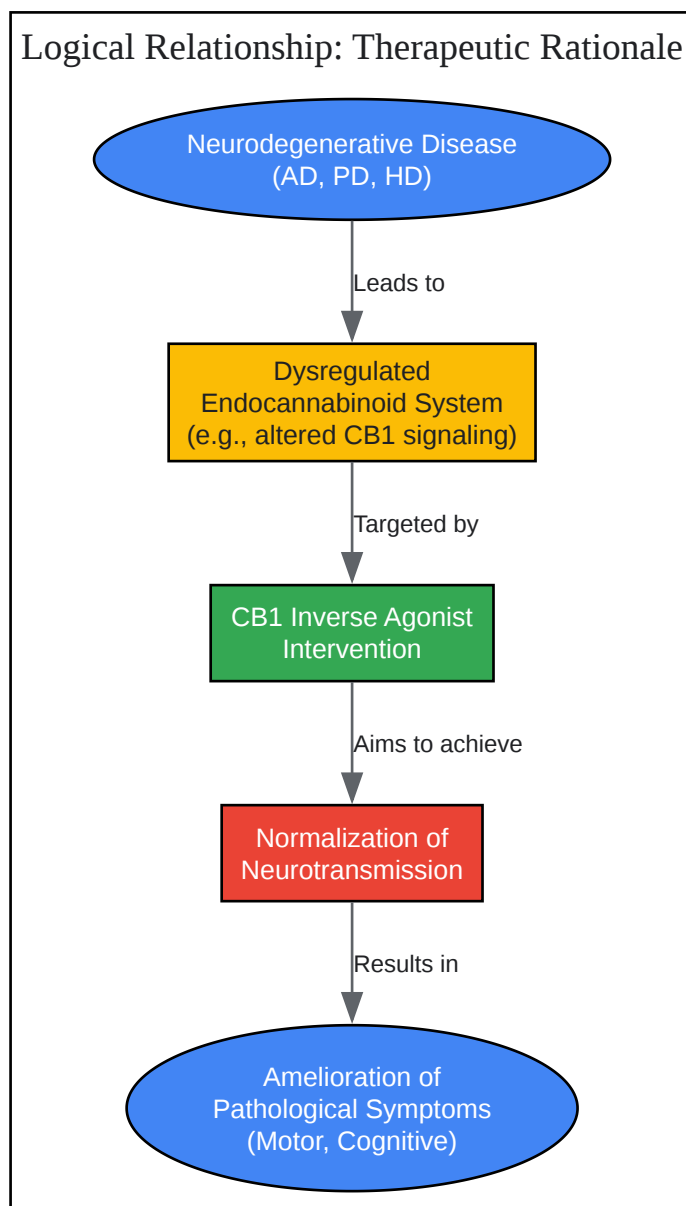 Logical Relationship: Therapeutic Rationale
Neurodegenerative Disease
(AD, PD, HD)
Leads to
Dysregulated
Endocannabinoid System
(e.g., altered CB1 signaling)
Targeted by
CB1 Inverse Agonist
Intervention
Aims to achieve
Normalization of
Neurotransmission
Results in
Amelioration of
Pathological Symptoms
(Motor, Cognitive)